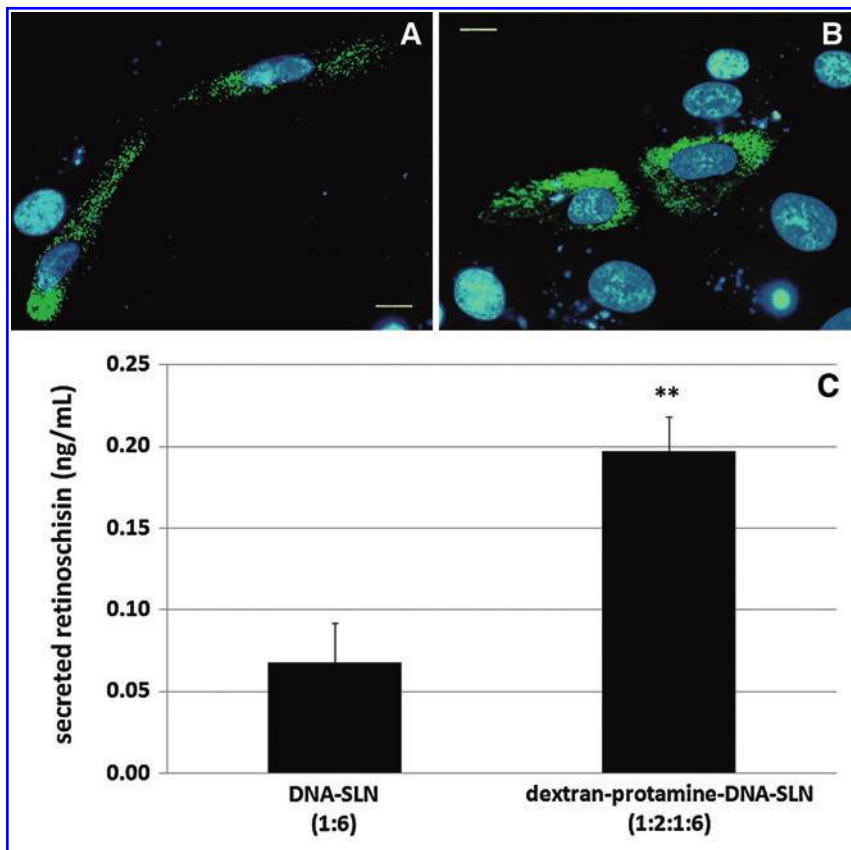 A
B
C
secreted retinoschisin (ng/mL)
0.25
0.20
0.15
0.10
0.05
0.00
**
DNA-SLN
(1:6)
dextran-protamine-DNA-SLN
(1:2:1:6)